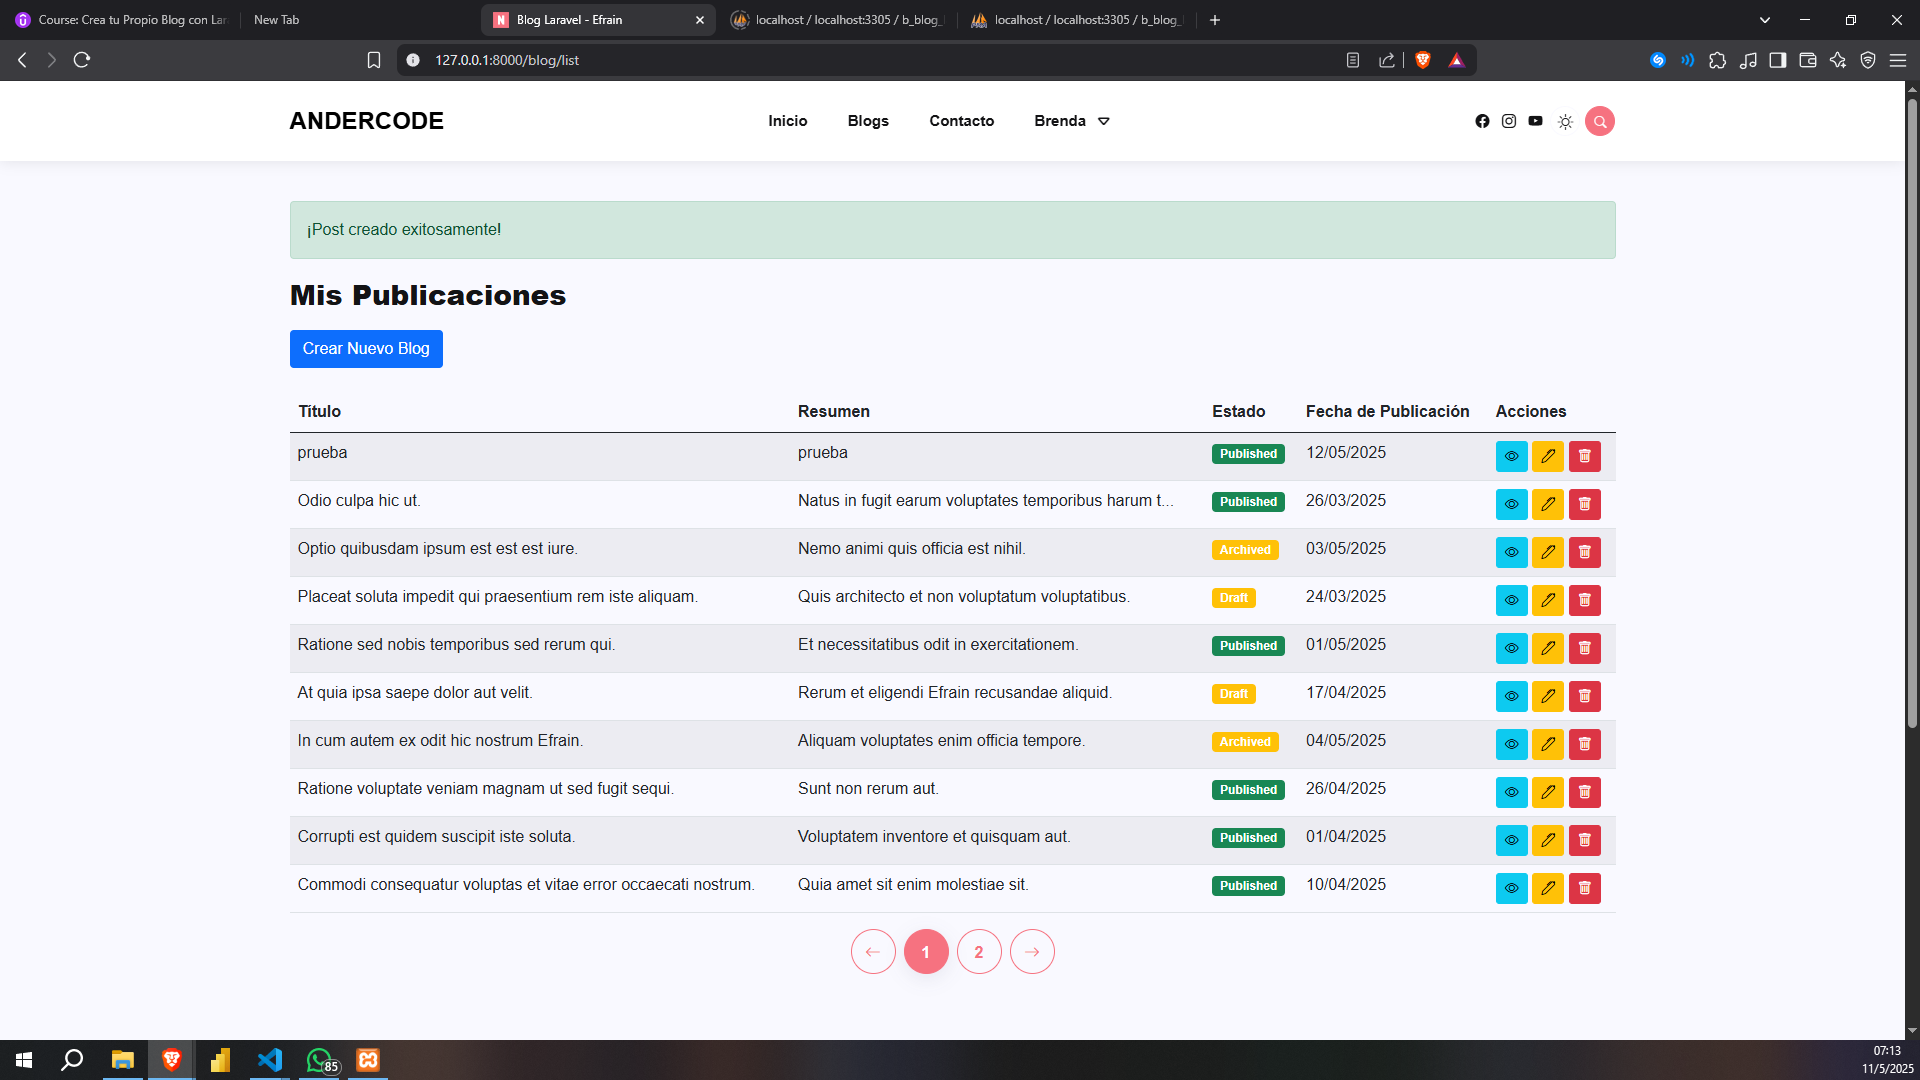 Course: Crea tu Propio Blog con Lar
New Tab
Blog Laravel - Efrain
localhost / localhost:3305 / b_blog_
localhost / localhost:3305 / b_blog_
127.0.0.1:8000/blog/list
ANDERCODE
Inicio
Blogs
Contacto
Brenda
¡Post creado exitosamente!
Mis Publicaciones
Crear Nuevo Blog
Título Resumen Estado Fecha de Publicación Acciones
prueba prueba Published 12/05/2025
Odio culpa hic ut. Natus in fugit earum voluptates temporibus harum t... Published 26/03/2025
Optio quibusdam ipsum est est est iure. Nemo animi quis officia est nihil. Archived 03/05/2025
Placeat soluta impedit qui praesentium rem iste aliquam. Quis architecto et non voluptatum voluptatibus. Draft 24/03/2025
Ratione sed nobis temporibus sed rerum qui. Et necessitatibus odit in exercitationem. Published 01/05/2025
At quia ipsa saepe dolor aut velit. Rerum et eligendi Efrain recusandae aliquid. Draft 17/04/2025
In cum autem ex odit hic nostrum Efrain. Aliquam voluptates enim officia tempore. Archived 04/05/2025
Ratione voluptate veniam magnam ut sed fugit sequi. Sunt non rerum aut. Published 26/04/2025
Corrupti est quidem suscipit iste soluta. Voluptatem inventore et quisquam aut. Published 01/04/2025
Commodi consequatur voluptas et vitae error occaecati nostrum. Quia amet sit enim molestiae sit. Published 10/04/2025
1 2
85
07:13
11/5/2025